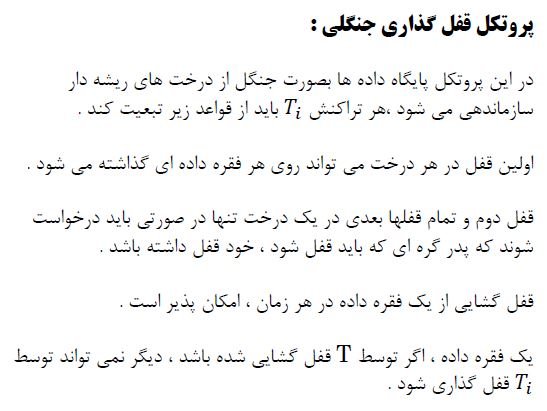 پروتکل قفل گذاری جنگلی :
در این پروتکل پایگاه داده ها بصورت جنگل از درخت های ریشه دار
سازماندهی می شود ،هر تراکنش Ti باید از قواعد زیر تبعیت کند .
اولین قفل در هر درخت می تواند روی هر فقره داده ای گذاشته می شود .
قفل دوم و تمام قفلها بعدی در یک درخت تنها در صورتی باید درخواست
شوند که پدر گره ای که باید قفل شود ، خود قفل داشته باشد .
قفل گشایی از یک فقره داده در هر زمان ، امکان پذیر است .
یک فقره داده ، اگر توسط T قفل گشایی شده باشد ، دیگر نمی تواند توسط
Ti قفل گذاری شود .